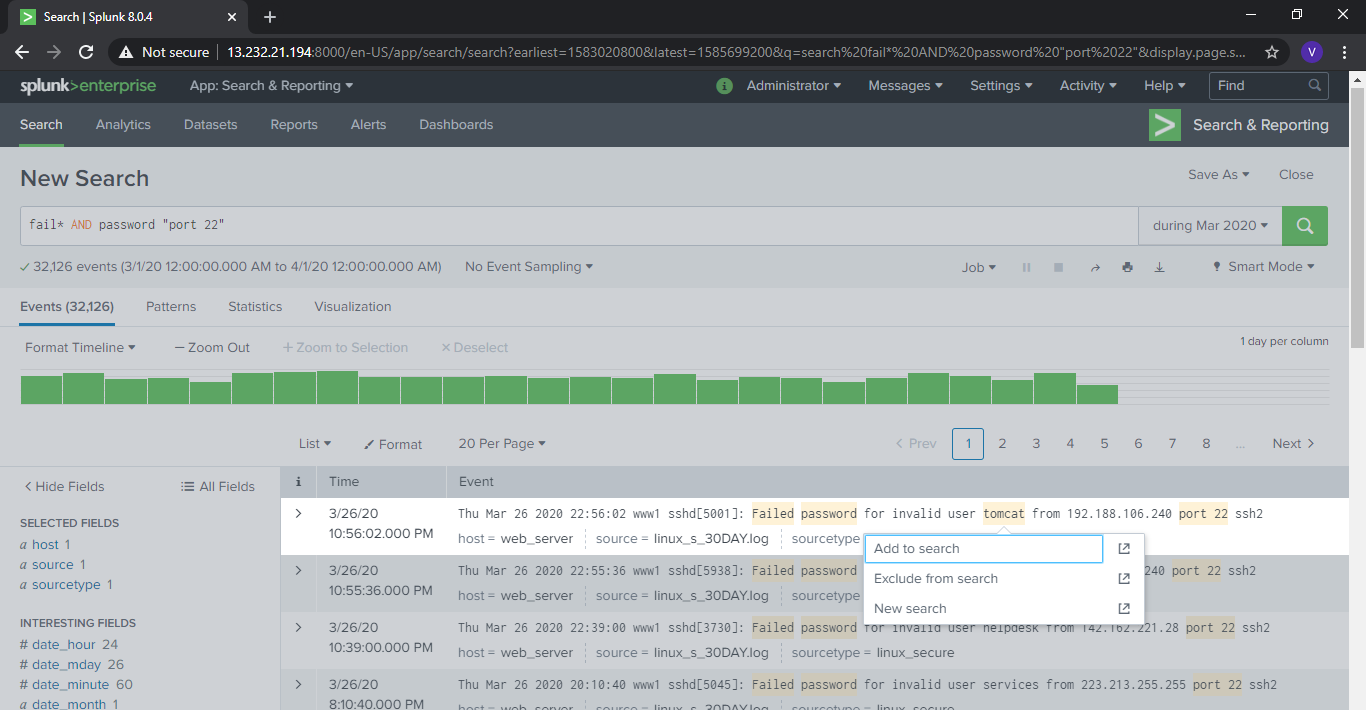 Search | Splunk 8.0.4
Not secure | 13.232.21.194:8000/en-US/app/search/search?earliest=1583020800&latest=1585699200&q=search%20fail*%20AND%20password%20"port%2022"&display.page.s...
V
splunk>enterprise App: Search & Reporting i Administrator Messages Settings Activity Help Find
Search Analytics Datasets Reports Alerts Dashboards > Search & Reporting
New Search Save As Close
fail* AND password "port 22" during Mar 2020
32,126 events (3/1/20 12:00:00.000 AM to 4/1/20 12:00:00.000 AM) No Event Sampling Job Smart Mode
Events (32,126) Patterns Statistics Visualization
Format Timeline — Zoom Out + Zoom to Selection × Deselect 1 day per column
List Format 20 Per Page < Prev 1 2 3 4 5 6 7 8 ... Next >
< Hide Fields All Fields i Time Event
SELECTED FIELDS
a host 1
a source 1
a sourcetype 1
INTERESTING FIELDS
# date_hour 24
# date_mday 26
# date_minute 60
a date_month 1
> 3/26/20 Thu Mar 26 2020 22:56:02 www1 sshd[5001]: Failed password for invalid user tomcat from 192.188.106.240 port 22 ssh2
10:56:02.000 PM host = web_server source = linux_s_30DAY.log sourcetype
Add to search
Exclude from search
New search
> 3/26/20 Thu Mar 26 2020 22:55:36 www1 sshd[5938]: Failed password 240 port 22 ssh2
10:55:36.000 PM host = web_server source = linux_s_30DAY.log sourcetype
> 3/26/20 Thu Mar 26 2020 22:39:00 www1 sshd[3730]: Failed password for invalid user helpdesk from 142.162.221.28 port 22 ssh2
10:39:00.000 PM host = web_server source = linux_s_30DAY.log sourcetype = linux_secure
> 3/26/20 Thu Mar 26 2020 20:10:40 www1 sshd[5045]: Failed password for invalid user services from 223.213.255.255 port 22 ssh2
8:10:40.000 PM host = web_server source = linux_s_30DAY.log sourcetype = linux_secure